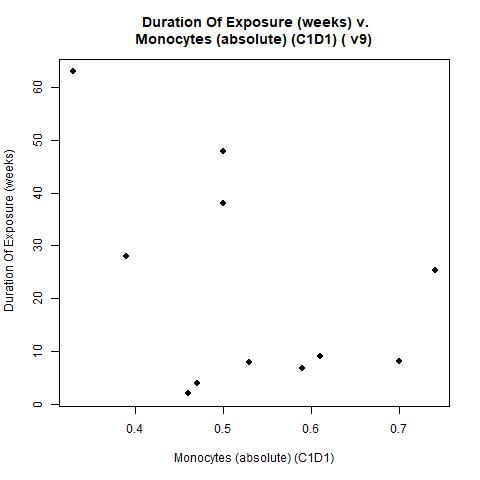 Duration Of Exposure (weeks) v.
Monocytes (absolute) (C1D1) ( v9)
Duration Of Exposure (weeks)
60
50
40
30
20
10
0
0.4 0.5 0.6 0.7
Monocytes (absolute) (C1D1)